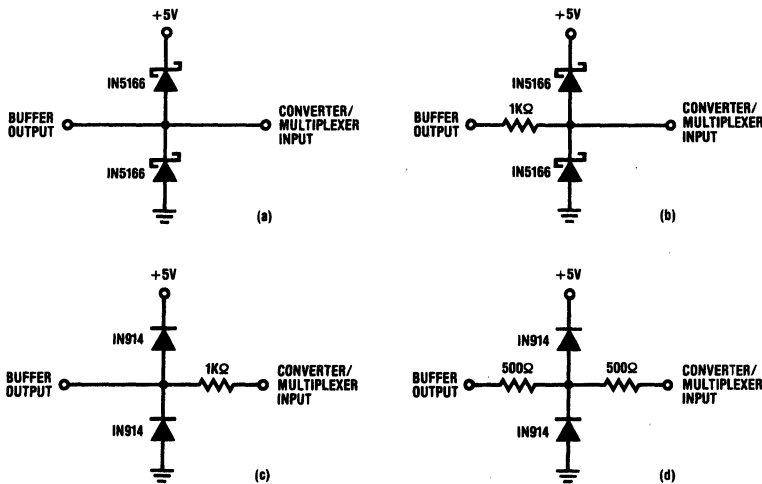 +5V
IN5166
BUFFER
OUTPUT
CONVERTER/
MULTIPLEXER
INPUT
IN5166
(a)
+5V
IN5166
1KΩ
BUFFER
OUTPUT
CONVERTER/
MULTIPLEXER
INPUT
IN5166
(b)
+5V
IN914
1KΩ
BUFFER
OUTPUT
CONVERTER/
MULTIPLEXER
INPUT
IN914
(c)
+5V
IN914
500Ω
500Ω
BUFFER
OUTPUT
CONVERTER/
MULTIPLEXER
INPUT
IN914
(d)